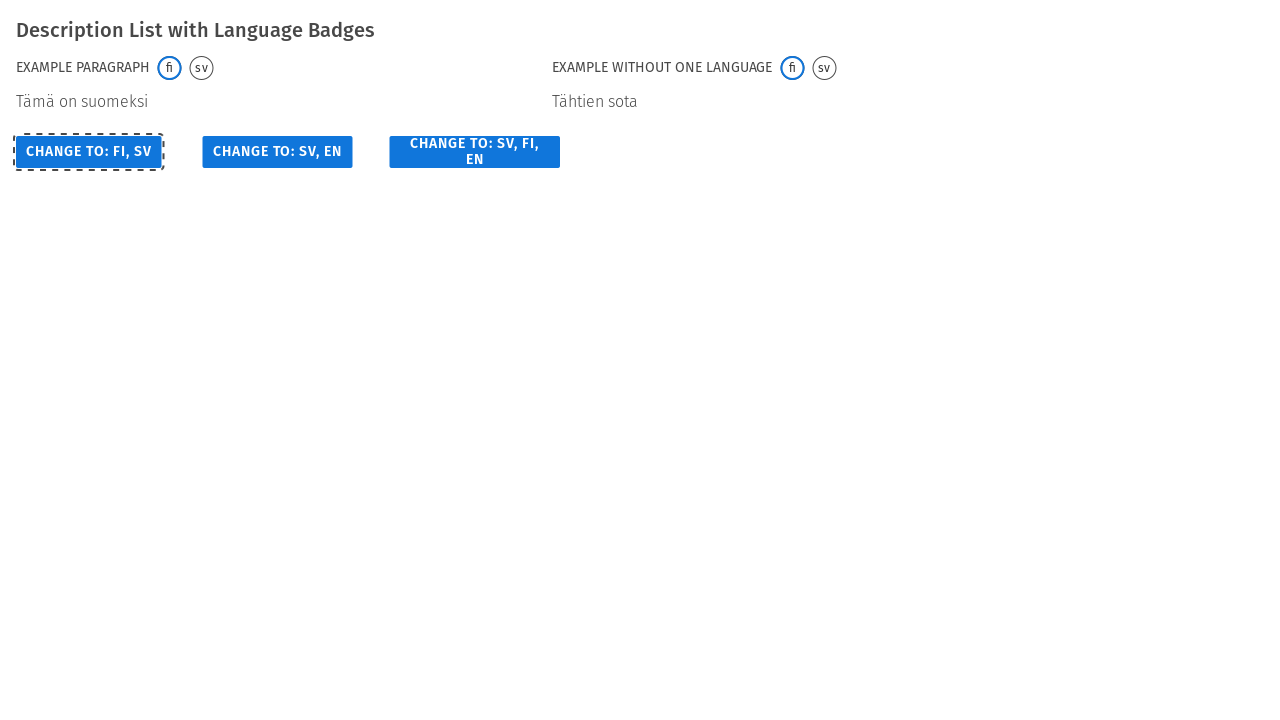 Description List with Language Badges
EXAMPLE PARAGRAPH fi sv
Tämä on suomeksi
EXAMPLE WITHOUT ONE LANGUAGE fi sv
Tähtien sota
CHANGE TO: FI, SV
CHANGE TO: SV, EN
CHANGE TO: SV, FI,
EN